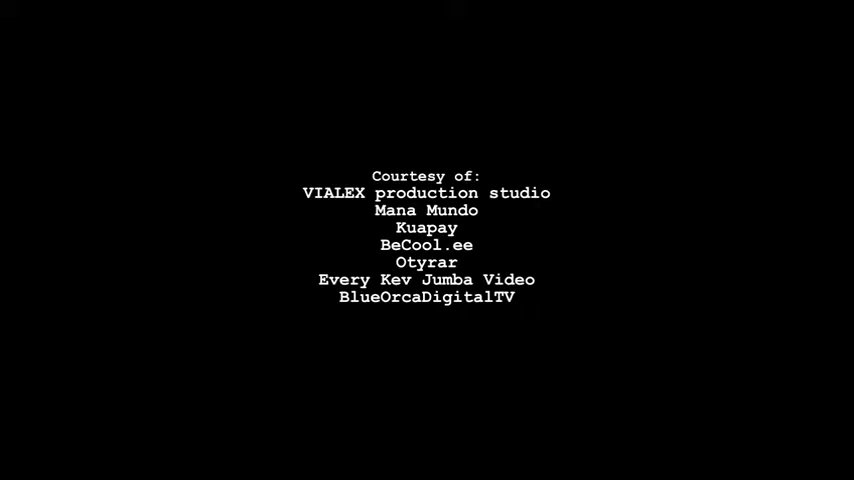 Courtesy of:
VIALEX production studio
Mana Mundo
Kuapay
BeCool.ee
Otyrar
Every Kev Jumba Video
BlueOrcaDigitalTV